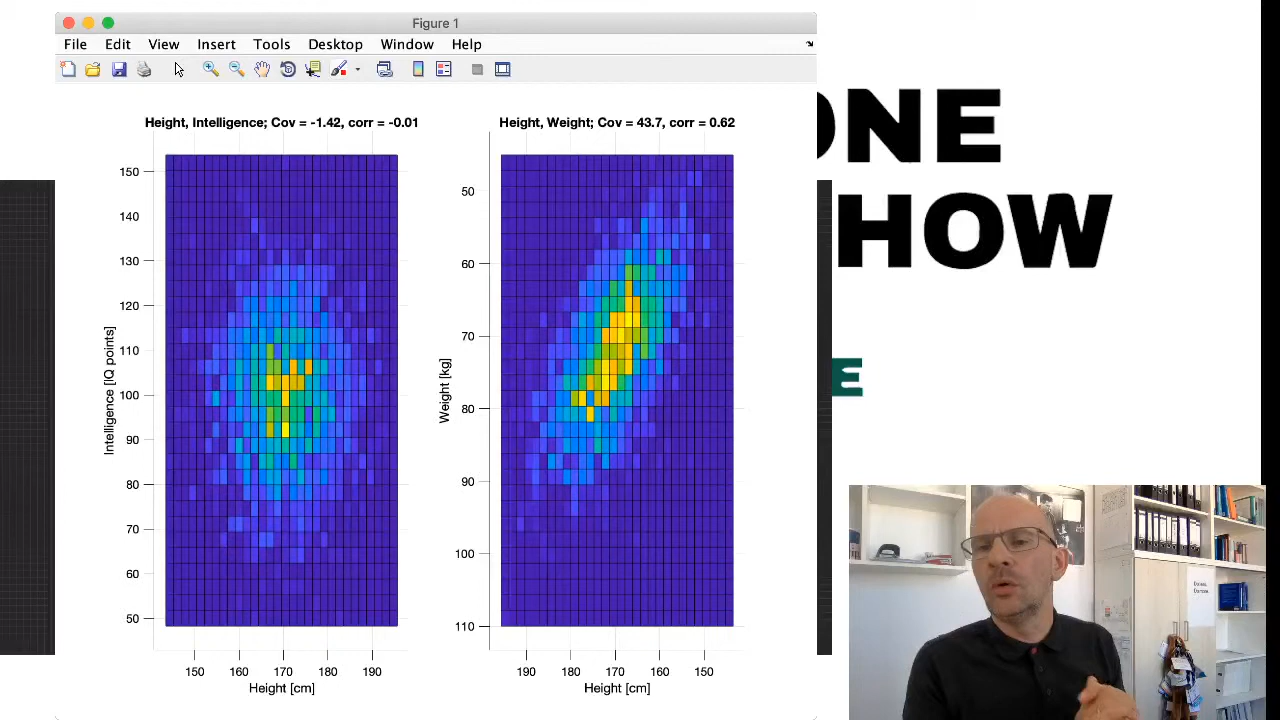 Figure 1
File Edit View Insert Tools Desktop Window Help
ONE
HOW
E
Height, Intelligence; Cov = -1.42, corr = -0.01
150
140
130
120
110
100
90
80
70
60
50
Intelligence [IQ points]
150 160 170 180 190
Height [cm]
Height, Weight; Cov = 43.7, corr = 0.62
50
60
70
80
90
100
110
Weight [kg]
190 180 170 160 150
Height [cm]